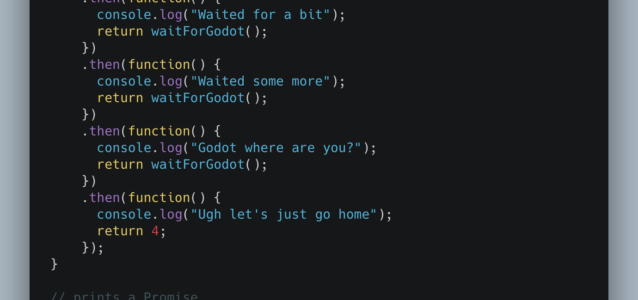 .then(function() {
console.log("Waited for a bit");
return waitForGodot();
})
.then(function() {
console.log("Waited some more");
return waitForGodot();
})
.then(function() {
console.log("Godot where are you?");
return waitForGodot();
})
.then(function() {
console.log("Ugh let's just go home");
return 4;
});
}
// prints a Promise